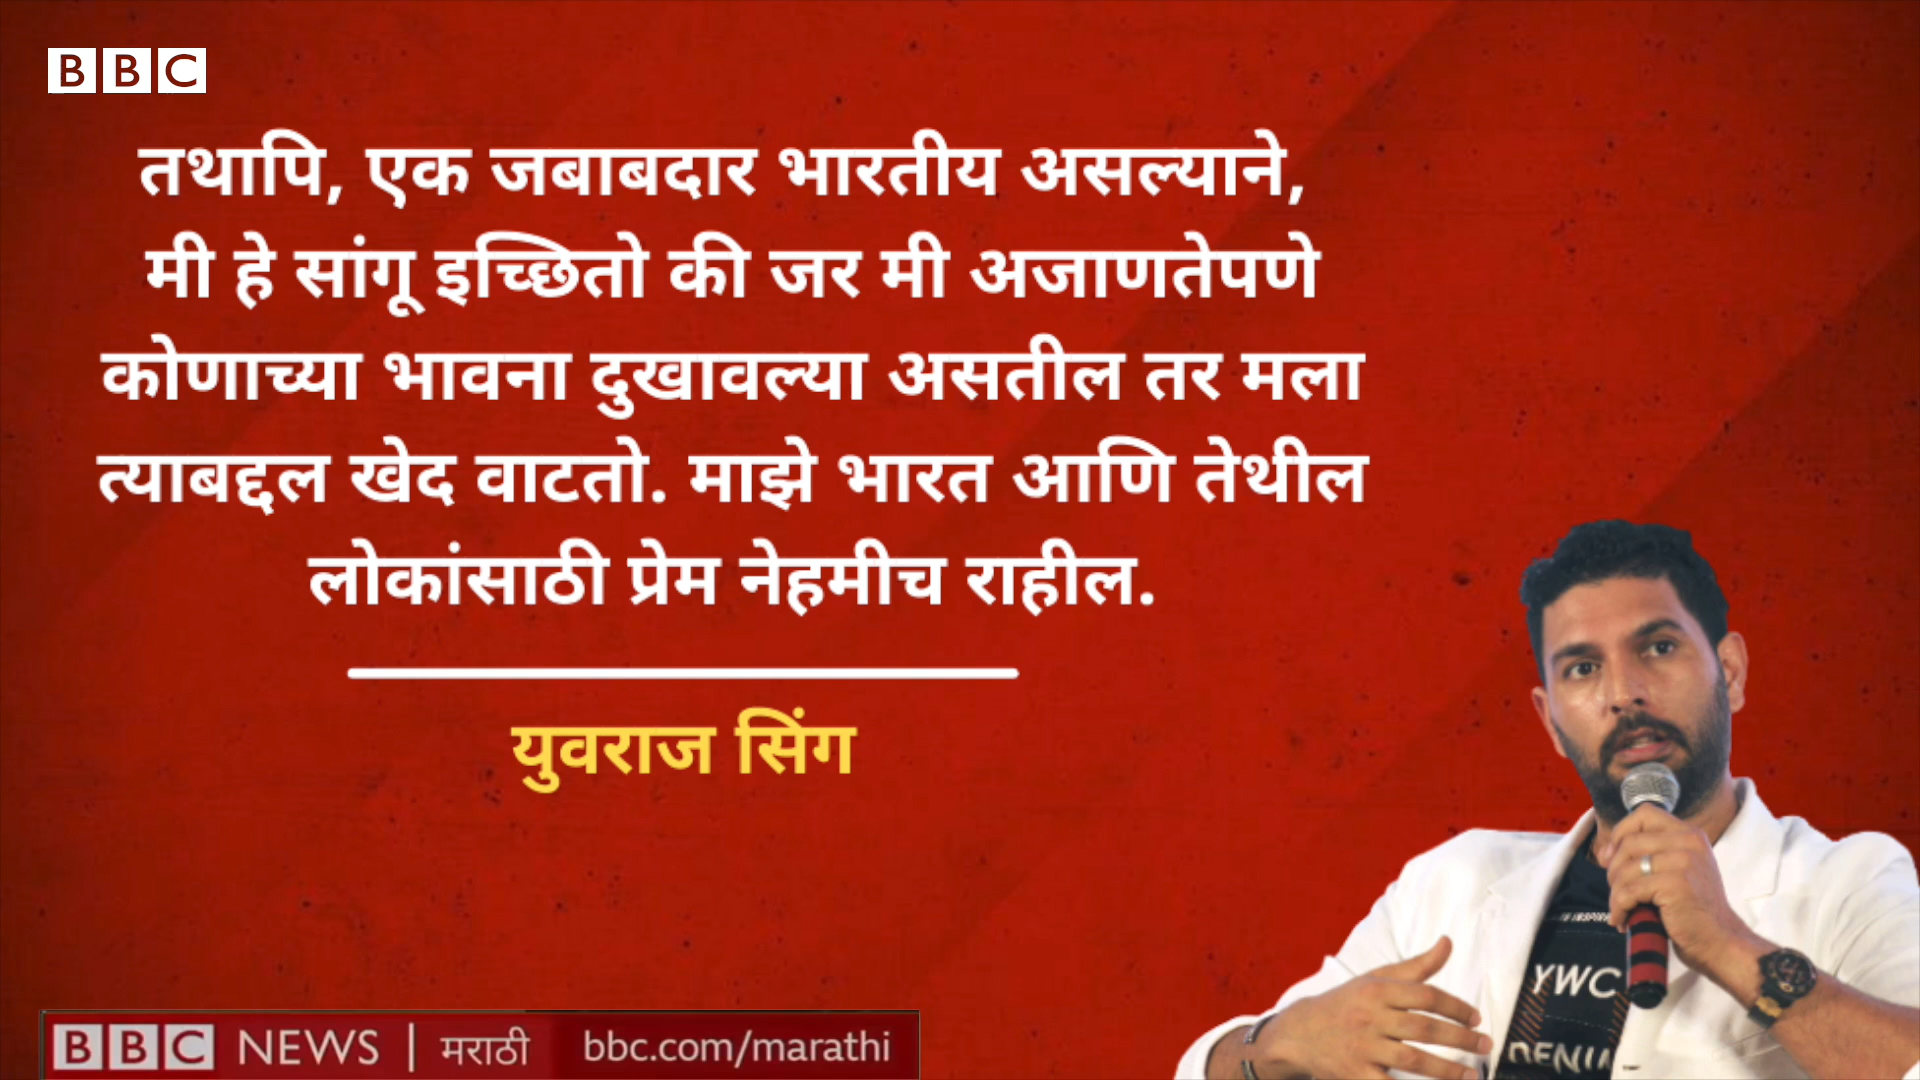 BBC
तथापि, एक जबाबदार भारतीय असल्याने,
मी हे सांगू इच्छितो की जर मी अजाणतेपणे
कोणाच्या भावना दुखावल्या असतील तर मला
त्याबद्दल खेद वाटतो. माझे भारत आणि तेथील
लोकांसाठी प्रेम नेहमीच राहील.
युवराज सिंग
YWC
BBC NEWS | मराठी bbc.com/marathi